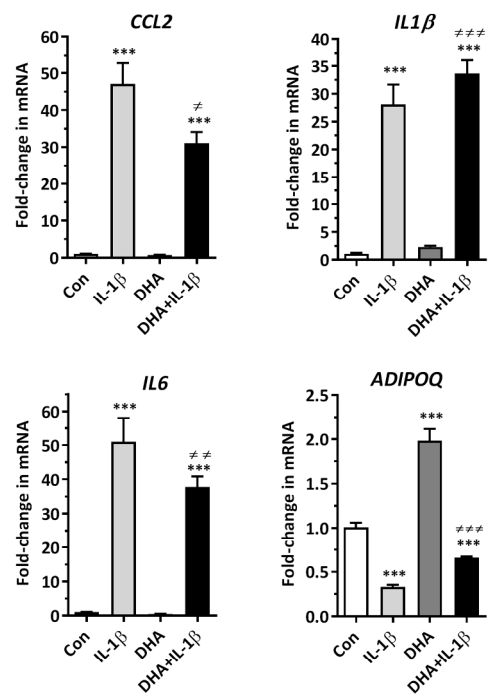 CCL2
Fold-change in mRNA
60
50
40
30
20
10
0
***
≠
***
Con
IL-1β
DHA
DHA+IL-1β
IL1β
Fold-change in mRNA
40
35
30
25
20
15
10
5
0
***
≠≠≠
***
Con
IL-1β
DHA
DHA+IL-1β
IL6
Fold-change in mRNA
60
50
40
30
20
10
0
***
≠ ≠
***
Con
IL-1β
DHA
DHA+IL-1β
ADIPOQ
Fold-change in mRNA
2.5
2.0
1.5
1.0
0.5
0.0
***
***
≠≠≠
***
Con
IL-1β
DHA
DHA+IL-1β